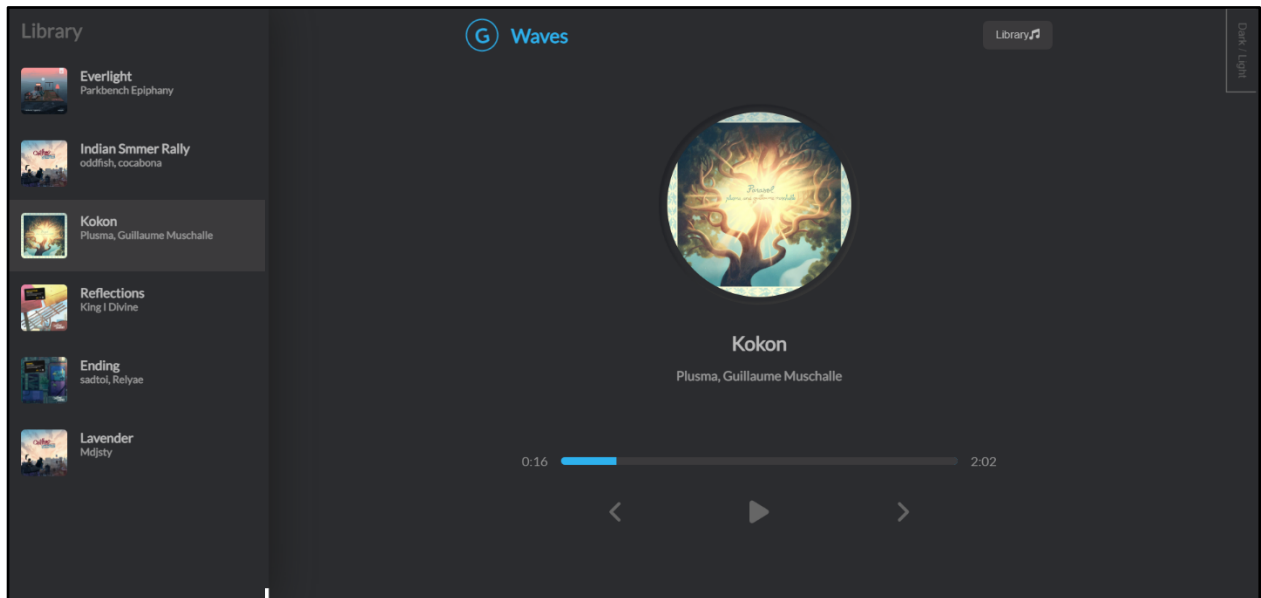 Library
Everlight
Parkbench Epiphany
Indian Smmer Rally
oddfish, cocabona
Kokon
Plusma, Guillaume Muschalle
Reflections
King I Divine
Ending
sadtoi, Relyae
Lavender
Mdjsty
G Waves
Library
Dark / Light
Parasol
Kokon
Plusma, Guillaume Muschalle
0:16
2:02